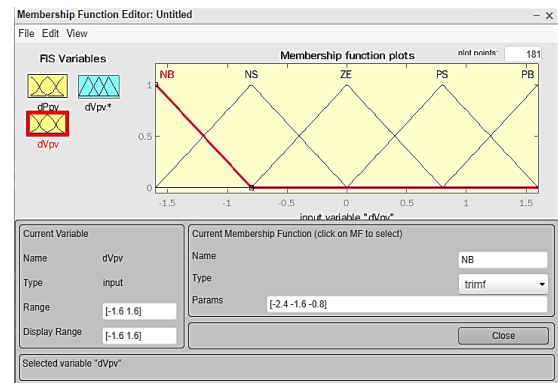 Membership Function Editor: Untitled
File Edit View
FIS Variables
Membership function plots
plot points:
181
dPpv dVpv*
dVpv
NB NS ZE PS PB
1
0.5
0
-1.5 -1 -0.5 0 0.5 1 1.5
input variable "dVpv"
Current Variable
Name dVpv
Type input
Range [-1.6 1.6]
Display Range [-1.6 1.6]
Current Membership Function (click on MF to select)
Name NB
Type trimf
Params [-2.4 -1.6 -0.8]
Close
Selected variable "dVpv"